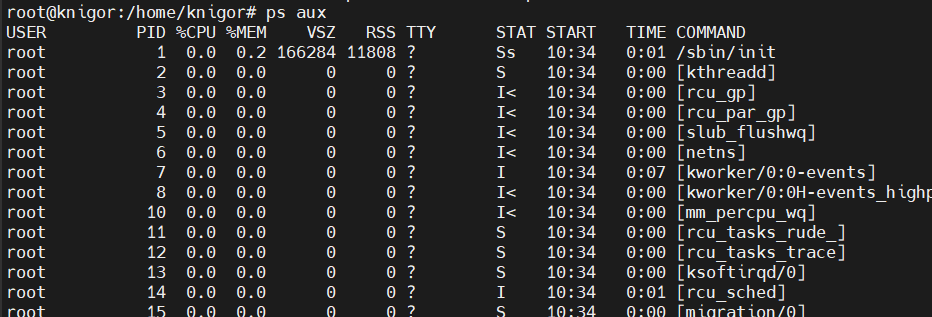 root@knigor:/home/knigor# ps aux
USER         PID %CPU %MEM    VSZ   RSS TTY      STAT START   TIME COMMAND
root           1  0.0  0.2 166284 11808 ?        Ss   10:34   0:01 /sbin/init
root           2  0.0  0.0      0     0 ?        S    10:34   0:00 [kthreadd]
root           3  0.0  0.0      0     0 ?        I<   10:34   0:00 [rcu_gp]
root           4  0.0  0.0      0     0 ?        I<   10:34   0:00 [rcu_par_gp]
root           5  0.0  0.0      0     0 ?        I<   10:34   0:00 [slub_flushwq]
root           6  0.0  0.0      0     0 ?        I<   10:34   0:00 [netns]
root           7  0.0  0.0      0     0 ?        I    10:34   0:07 [kworker/0:0-events]
root           8  0.0  0.0      0     0 ?        I<   10:34   0:00 [kworker/0:0H-events_highp
root          10  0.0  0.0      0     0 ?        I<   10:34   0:00 [mm_percpu_wq]
root          11  0.0  0.0      0     0 ?        S    10:34   0:00 [rcu_tasks_rude_]
root          12  0.0  0.0      0     0 ?        S    10:34   0:00 [rcu_tasks_trace]
root          13  0.0  0.0      0     0 ?        S    10:34   0:00 [ksoftirqd/0]
root          14  0.0  0.0      0     0 ?        I    10:34   0:01 [rcu_sched]
root          15  0.0  0.0      0     0 ?        S    10:34   0:00 [migration/0]